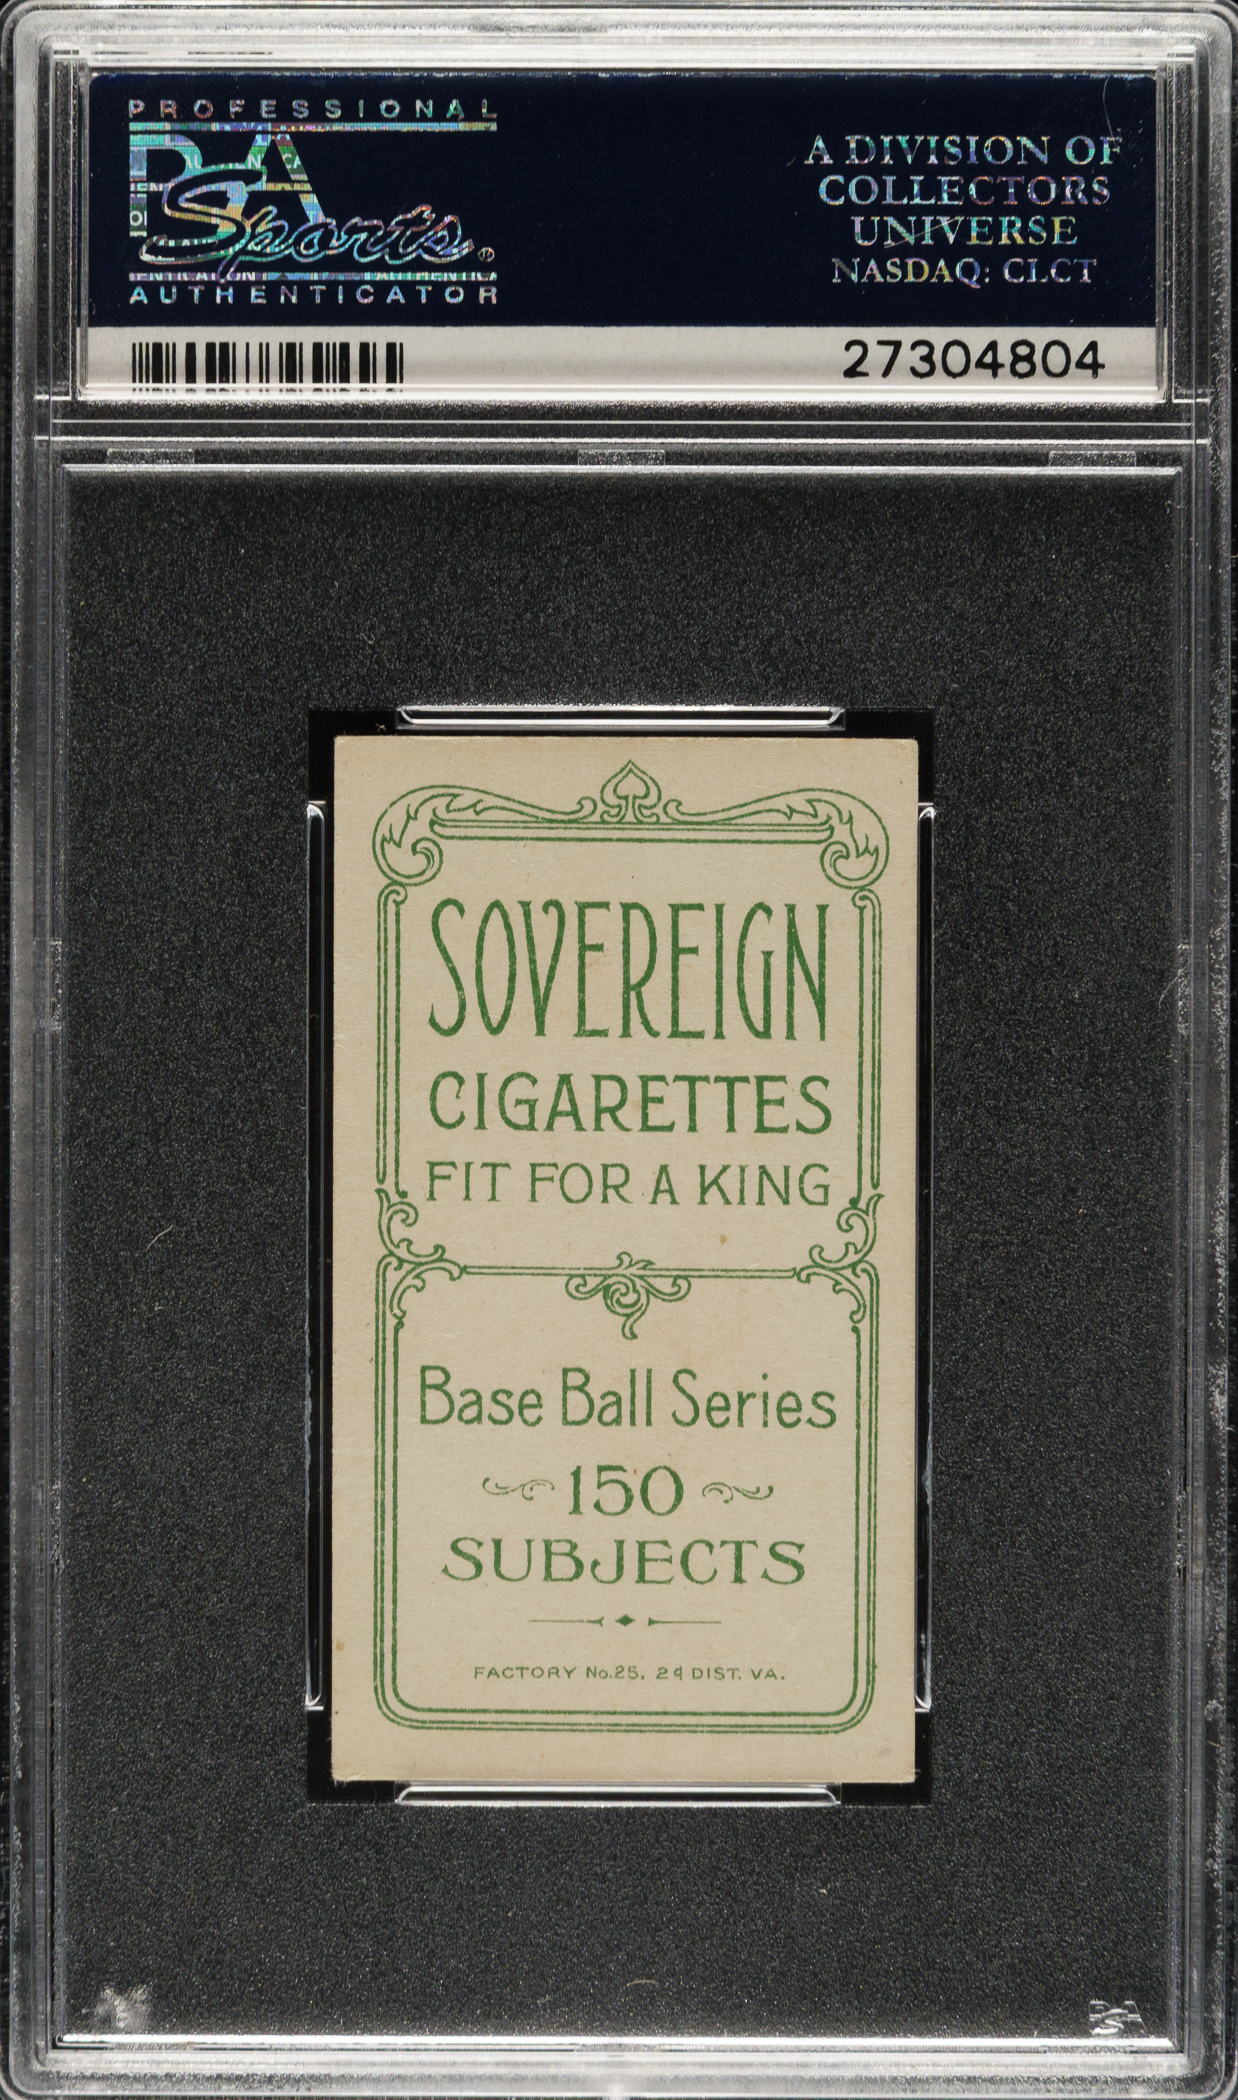 PROFESSIONAL
PSA
Sports®
AUTHENTICATOR
A DIVISION OF
COLLECTORS
UNIVERSE
NASDAQ: CLCT
27304804
SOVEREIGN
CIGARETTES
FIT FOR A KING
Base Ball Series
150
SUBJECTS
FACTORY No. 25, 2d DIST. VA.
PSA